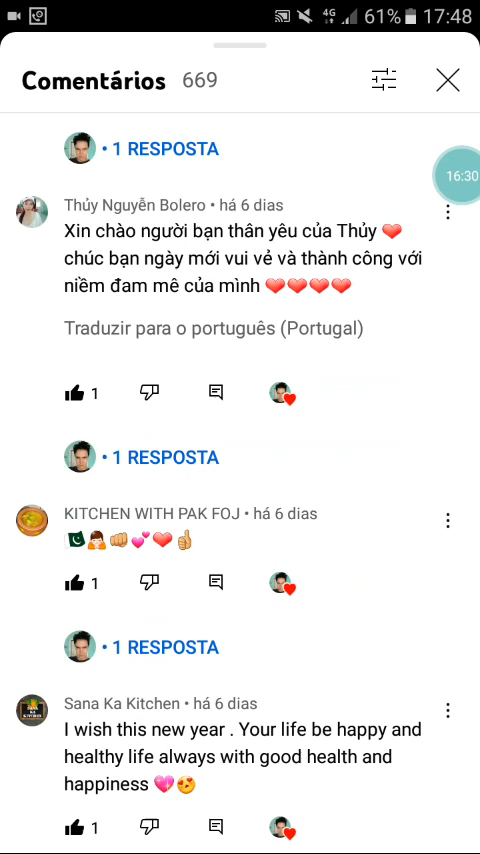 4G 61% 17:48
Comentários 669
• 1 RESPOSTA
16:30
Thủy Nguyễn Bolero • há 6 dias
Xin chào người bạn thân yêu của Thủy ❤
chúc bạn ngày mới vui vẻ và thành công với
niềm đam mê của mình ❤❤❤❤
Traduzir para o português (Portugal)
1
• 1 RESPOSTA
KITCHEN WITH PAK FOJ • há 6 dias
🇵🇰🙇👊💕❤👍
1
• 1 RESPOSTA
Sana Ka Kitchen • há 6 dias
I wish this new year . Your life be happy and
healthy life always with good health and
happiness 💖😍
1